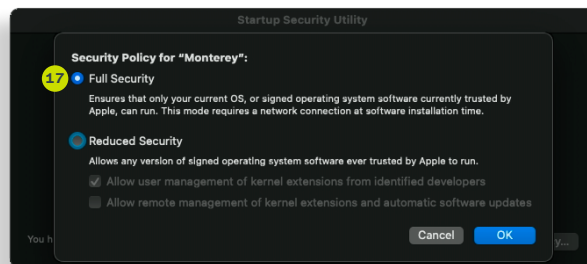 Startup Security Utility
Security Policy for "Monterey":
17 Full Security
Ensures that only your current OS, or signed operating system software currently trusted by
Apple, can run. This mode requires a network connection at software installation time.
Reduced Security
Allows any version of signed operating system software ever trusted by Apple to run.
Allow user management of kernel extensions from identified developers
Allow remote management of kernel extensions and automatic software updates
You h
Cancel OK
y...